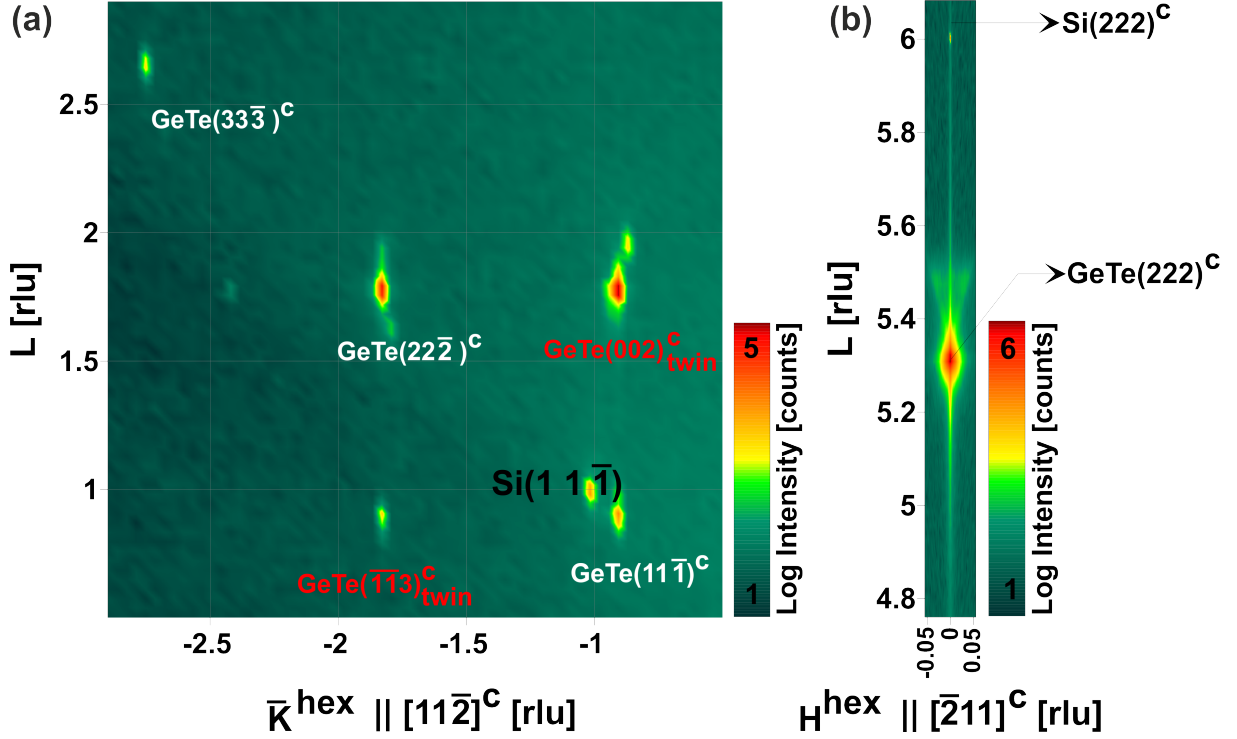 (a)
(b)
Si(222)ᶜ
6
5.8
5.6
5.4
5.2
5
4.8
GeTe(222)ᶜ
L [rlu]
6
1
Log Intensity [counts]
-0.05
0
0.05
H^hex || [2̅11]ᶜ [rlu]
2.5
2
1.5
1
L [rlu]
GeTe(333̅ )ᶜ
GeTe(222̅ )ᶜ
GeTe(002)ᶜtwin
Si(1 1 1̅)
GeTe(1̅1̅3)ᶜtwin
GeTe(111̅)ᶜ
5
1
Log Intensity [counts]
-2.5
-2
-1.5
-1
K̅^hex || [112̅]ᶜ [rlu]